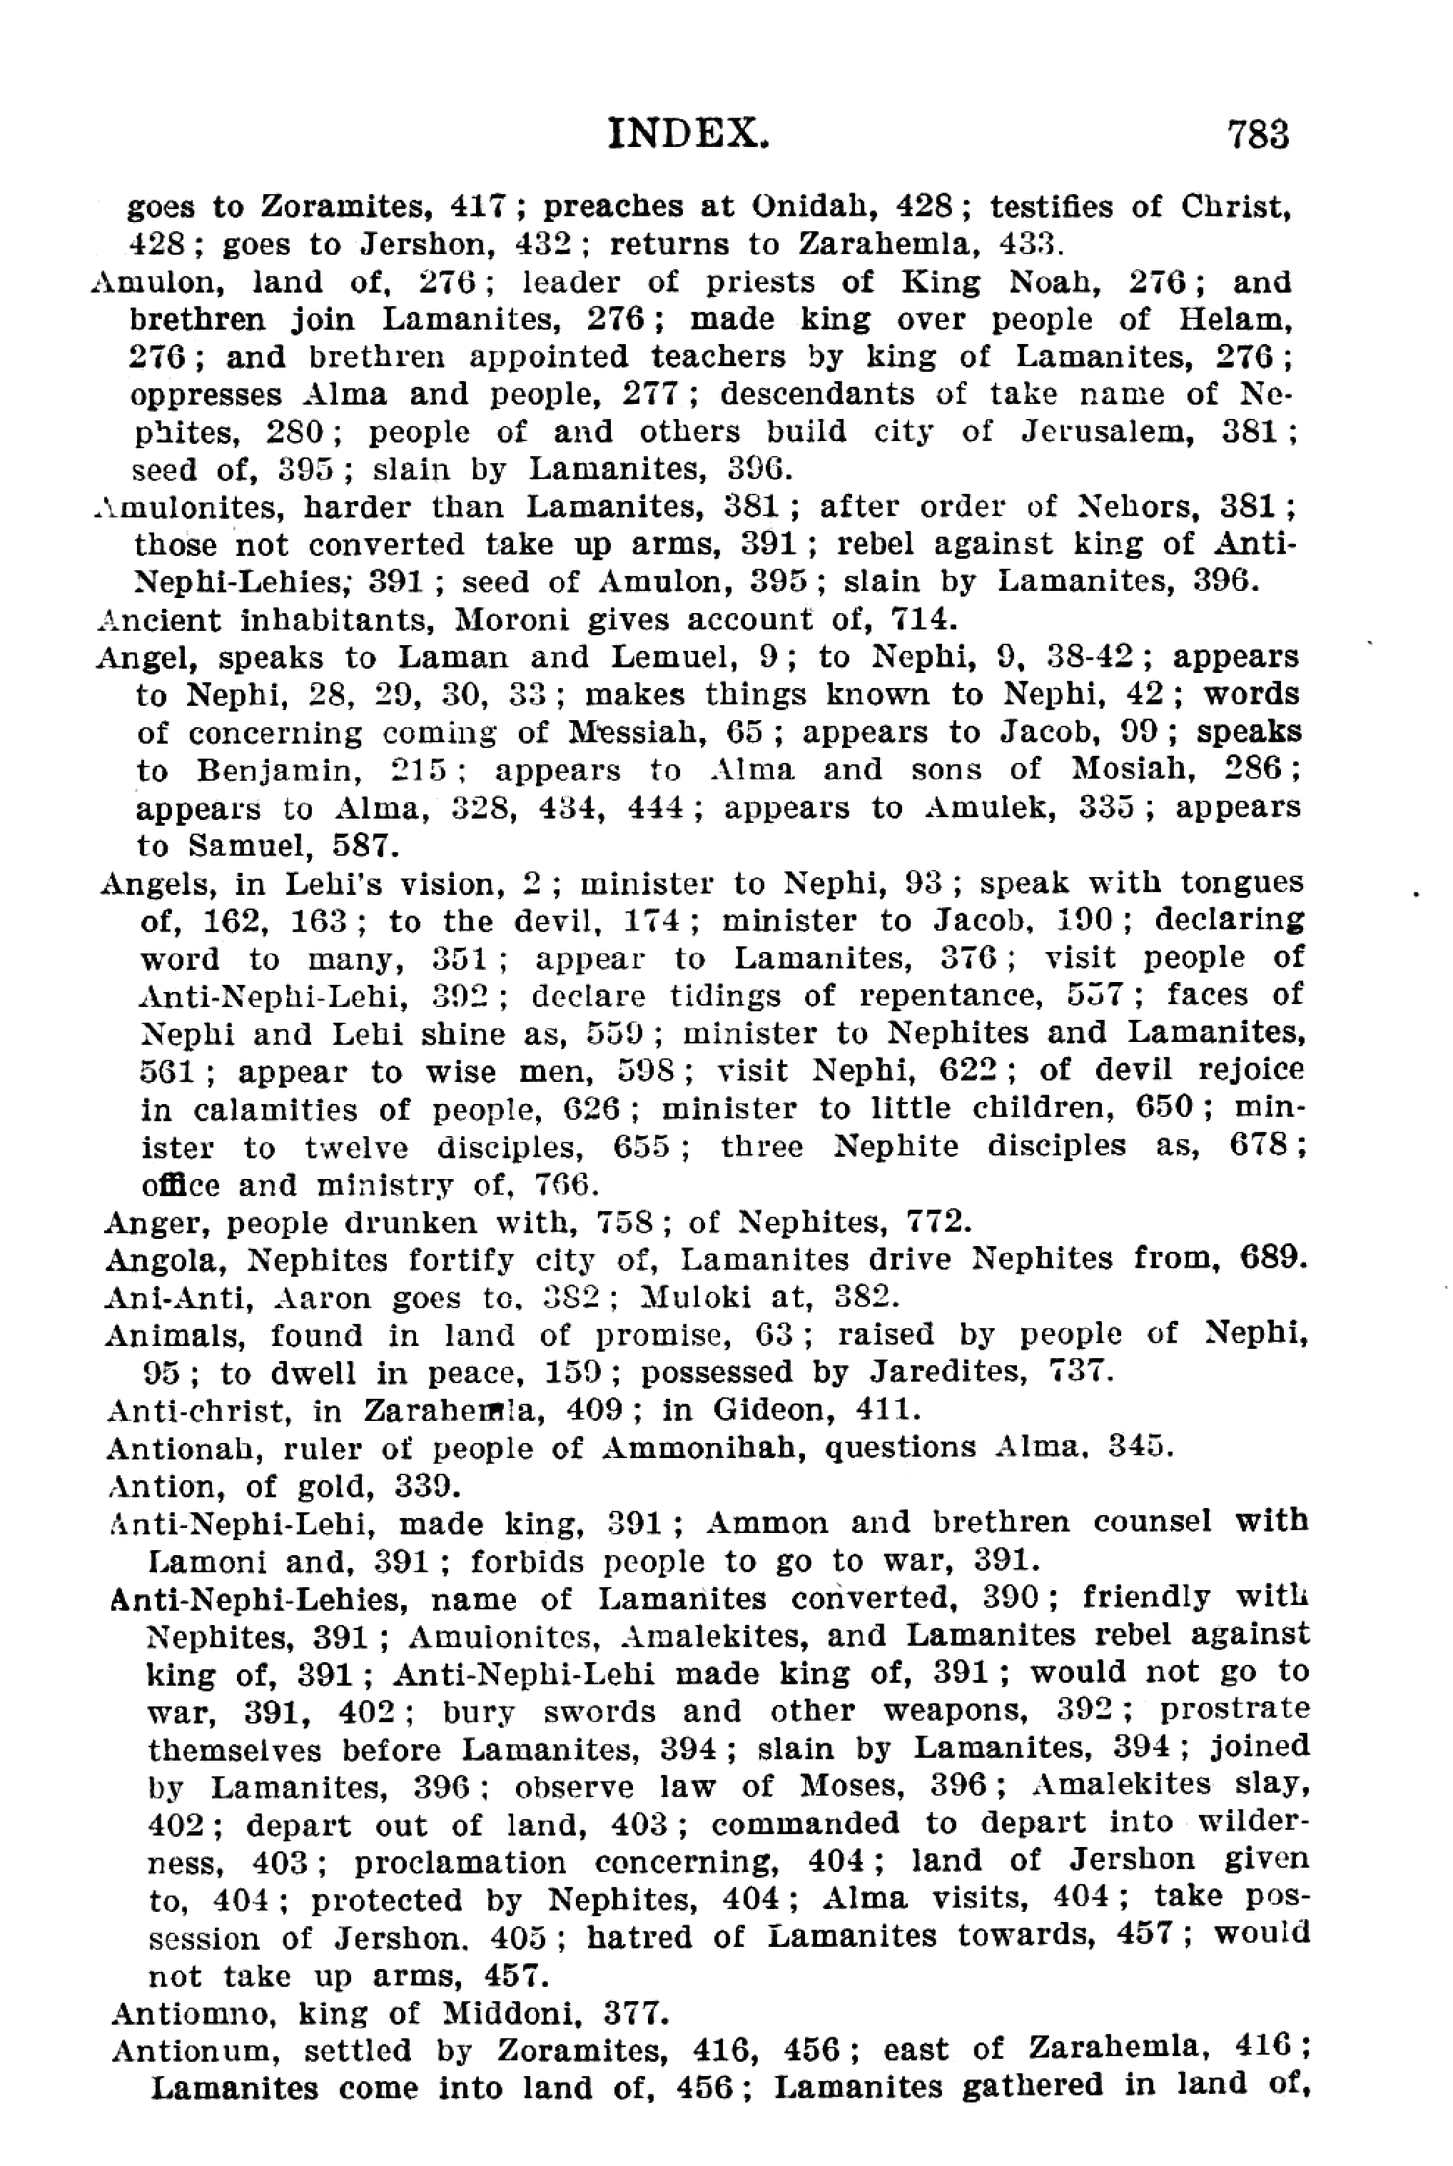 INDEX. 783
goes to Zoramites, 417; preaches at Onidah, 428; testifies of Christ,
428; goes to Jershon, 432; returns to Zarahemla, 433.
Amulon, land of, 276; leader of priests of King Noah, 276; and
brethren join Lamanites, 276; made king over people of Helam,
276; and brethren appointed teachers by king of Lamanites, 276;
oppresses Alma and people, 277; descendants of take name of Ne-
phites, 280; people of and others build city of Jerusalem, 381;
seed of, 395; slain by Lamanites, 396.
Amulonites, harder than Lamanites, 381; after order of Nehors, 381;
those not converted take up arms, 391; rebel against king of Anti-
Nephi-Lehies; 391; seed of Amulon, 395; slain by Lamanites, 396.
Ancient inhabitants, Moroni gives account of, 714.
Angel, speaks to Laman and Lemuel, 9; to Nephi, 9, 38-42; appears
to Nephi, 28, 29, 30, 33; makes things known to Nephi, 42; words
of concerning coming of Messiah, 65; appears to Jacob, 99; speaks
to Benjamin, 215; appears to Alma and sons of Mosiah, 286;
appears to Alma, 328, 434, 444; appears to Amulek, 335; appears
to Samuel, 587.
Angels, in Lehi's vision, 2; minister to Nephi, 93; speak with tongues
of, 162, 163; to the devil, 174; minister to Jacob, 190; declaring
word to many, 351; appear to Lamanites, 376; visit people of
Anti-Nephi-Lehi, 392; declare tidings of repentance, 557; faces of
Nephi and Lehi shine as, 559; minister to Nephites and Lamanites,
561; appear to wise men, 598; visit Nephi, 622; of devil rejoice
in calamities of people, 626; minister to little children, 650; min-
ister to twelve disciples, 655; three Nephite disciples as, 678;
office and ministry of, 766.
Anger, people drunken with, 758; of Nephites, 772.
Angola, Nephites fortify city of, Lamanites drive Nephites from, 689.
Ani-Anti, Aaron goes to, 382; Muloki at, 382.
Animals, found in land of promise, 63; raised by people of Nephi,
95; to dwell in peace, 159; possessed by Jaredites, 737.
Anti-christ, in Zarahemla, 409; in Gideon, 411.
Antionah, ruler of people of Ammonihah, questions Alma, 345.
Antion, of gold, 339.
Anti-Nephi-Lehi, made king, 391; Ammon and brethren counsel with
Lamoni and, 391; forbids people to go to war, 391.
Anti-Nephi-Lehies, name of Lamanites converted, 390; friendly with
Nephites, 391; Amulonites, Amalekites, and Lamanites rebel against
king of, 391; Anti-Nephi-Lehi made king of, 391; would not go to
war, 391, 402; bury swords and other weapons, 392; prostrate
themselves before Lamanites, 394; slain by Lamanites, 394; joined
by Lamanites, 396; observe law of Moses, 396; Amalekites slay,
402; depart out of land, 403; commanded to depart into wilder-
ness, 403; proclamation concerning, 404; land of Jershon given
to, 404; protected by Nephites, 404; Alma visits, 404; take pos-
session of Jershon. 405; hatred of Lamanites towards, 457; would
not take up arms, 457.
Antiomno, king of Middoni, 377.
Antionum, settled by Zoramites, 416, 456; east of Zarahemla, 416;
Lamanites come into land of, 456; Lamanites gathered in land of,